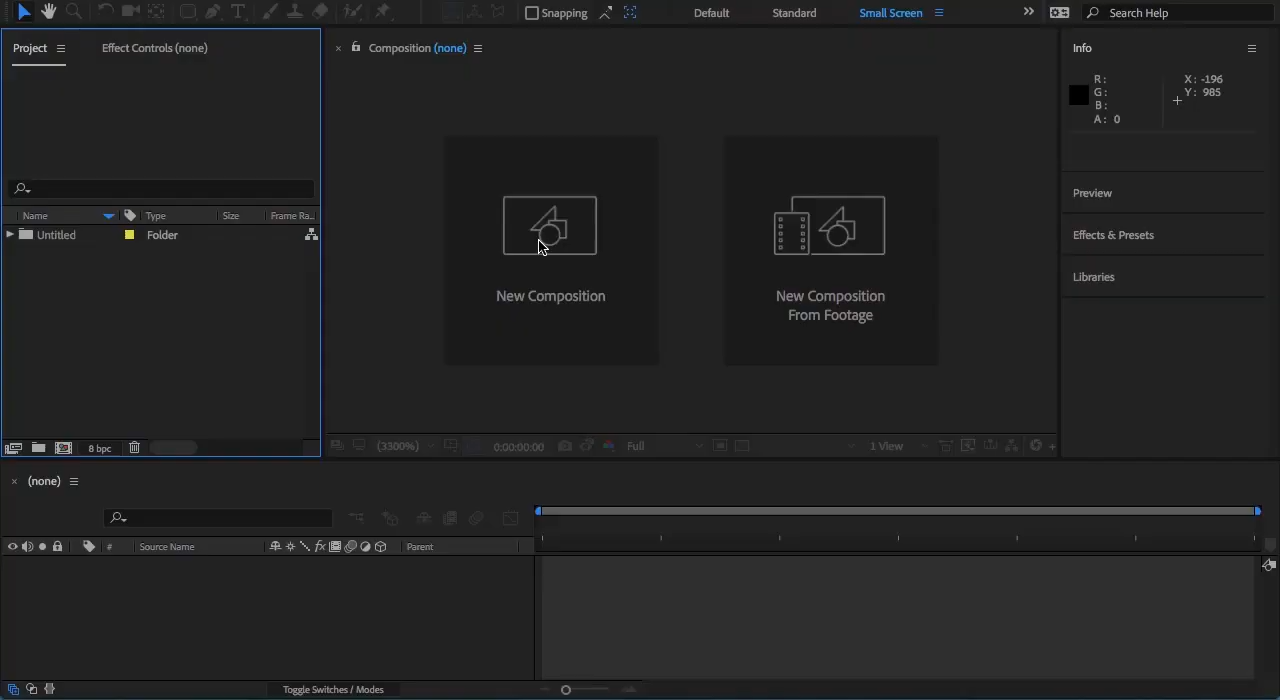 Snapping
Default
Standard
Small Screen
Search Help
Project
Effect Controls (none)
Composition (none)
Info
R:
G:
B:
A: 0
X: -196
Y: 985
Preview
Effects & Presets
Libraries
Name
Type
Size
Frame Ra...
Untitled
Folder
New Composition
New Composition
From Footage
8 bpc
(3300%)
0:00:00:00
Full
1 View
(none)
#
Source Name
fx
Parent
Toggle Switches / Modes